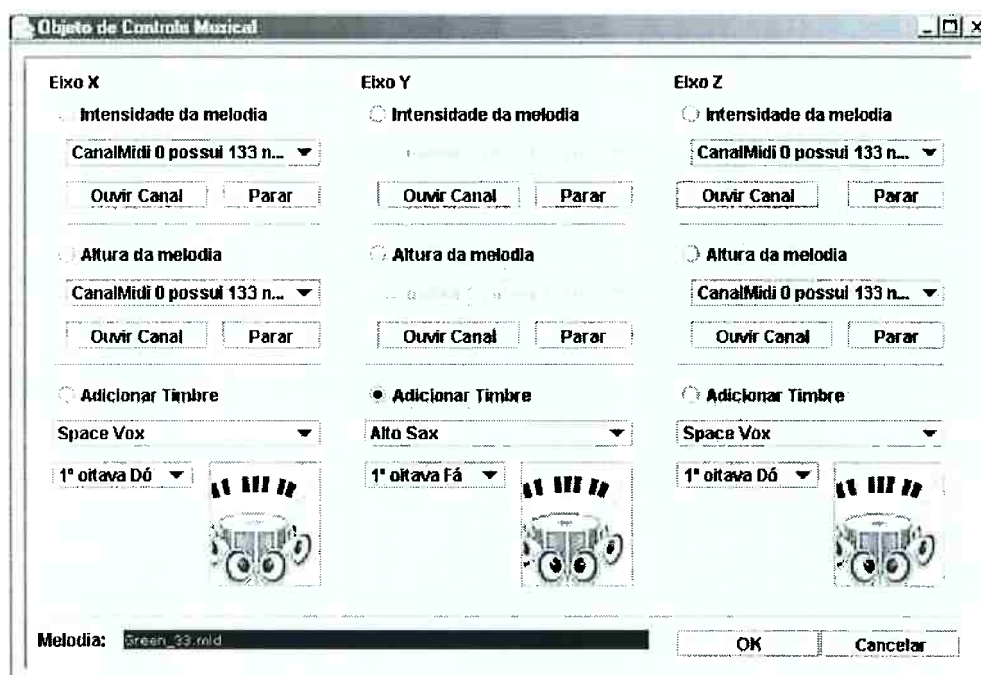 Objeto de Controle Musical
Eixo X
Intensidade da melodia
CanalMidi 0 possui 133 n...
Ouvir Canal Parar
Altura da melodia
CanalMidi 0 possui 133 n...
Ouvir Canal Parar
Adicionar Timbre
Space Vox
1ª oitava Dó
Eixo Y
Intensidade da melodia
Ouvir Canal Parar
Altura da melodia
Ouvir Canal Parar
Adicionar Timbre
Alto Sax
1ª oitava Fá
Eixo Z
Intensidade da melodia
CanalMidi 0 possui 133 n...
Ouvir Canal Parar
Altura da melodia
CanalMidi 0 possui 133 n...
Ouvir Canal Parar
Adicionar Timbre
Space Vox
1ª oitava Dó
Melodia: Green_33.mid
OK Cancelar